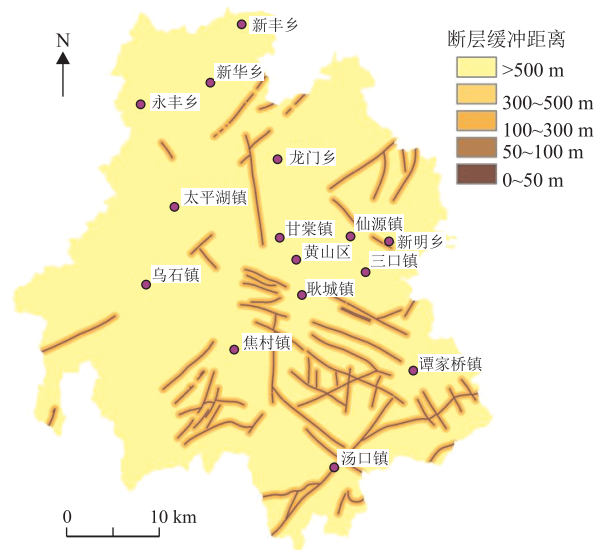 新丰乡
N
断层缓冲距离
>500 m
300~500 m
100~300 m
50~100 m
0~50 m
新华乡
永丰乡
龙门乡
太平湖镇
甘棠镇
仙源镇
新明乡
黄山区
三口镇
乌石镇
耿城镇
焦村镇
谭家桥镇
汤口镇
0 10 km